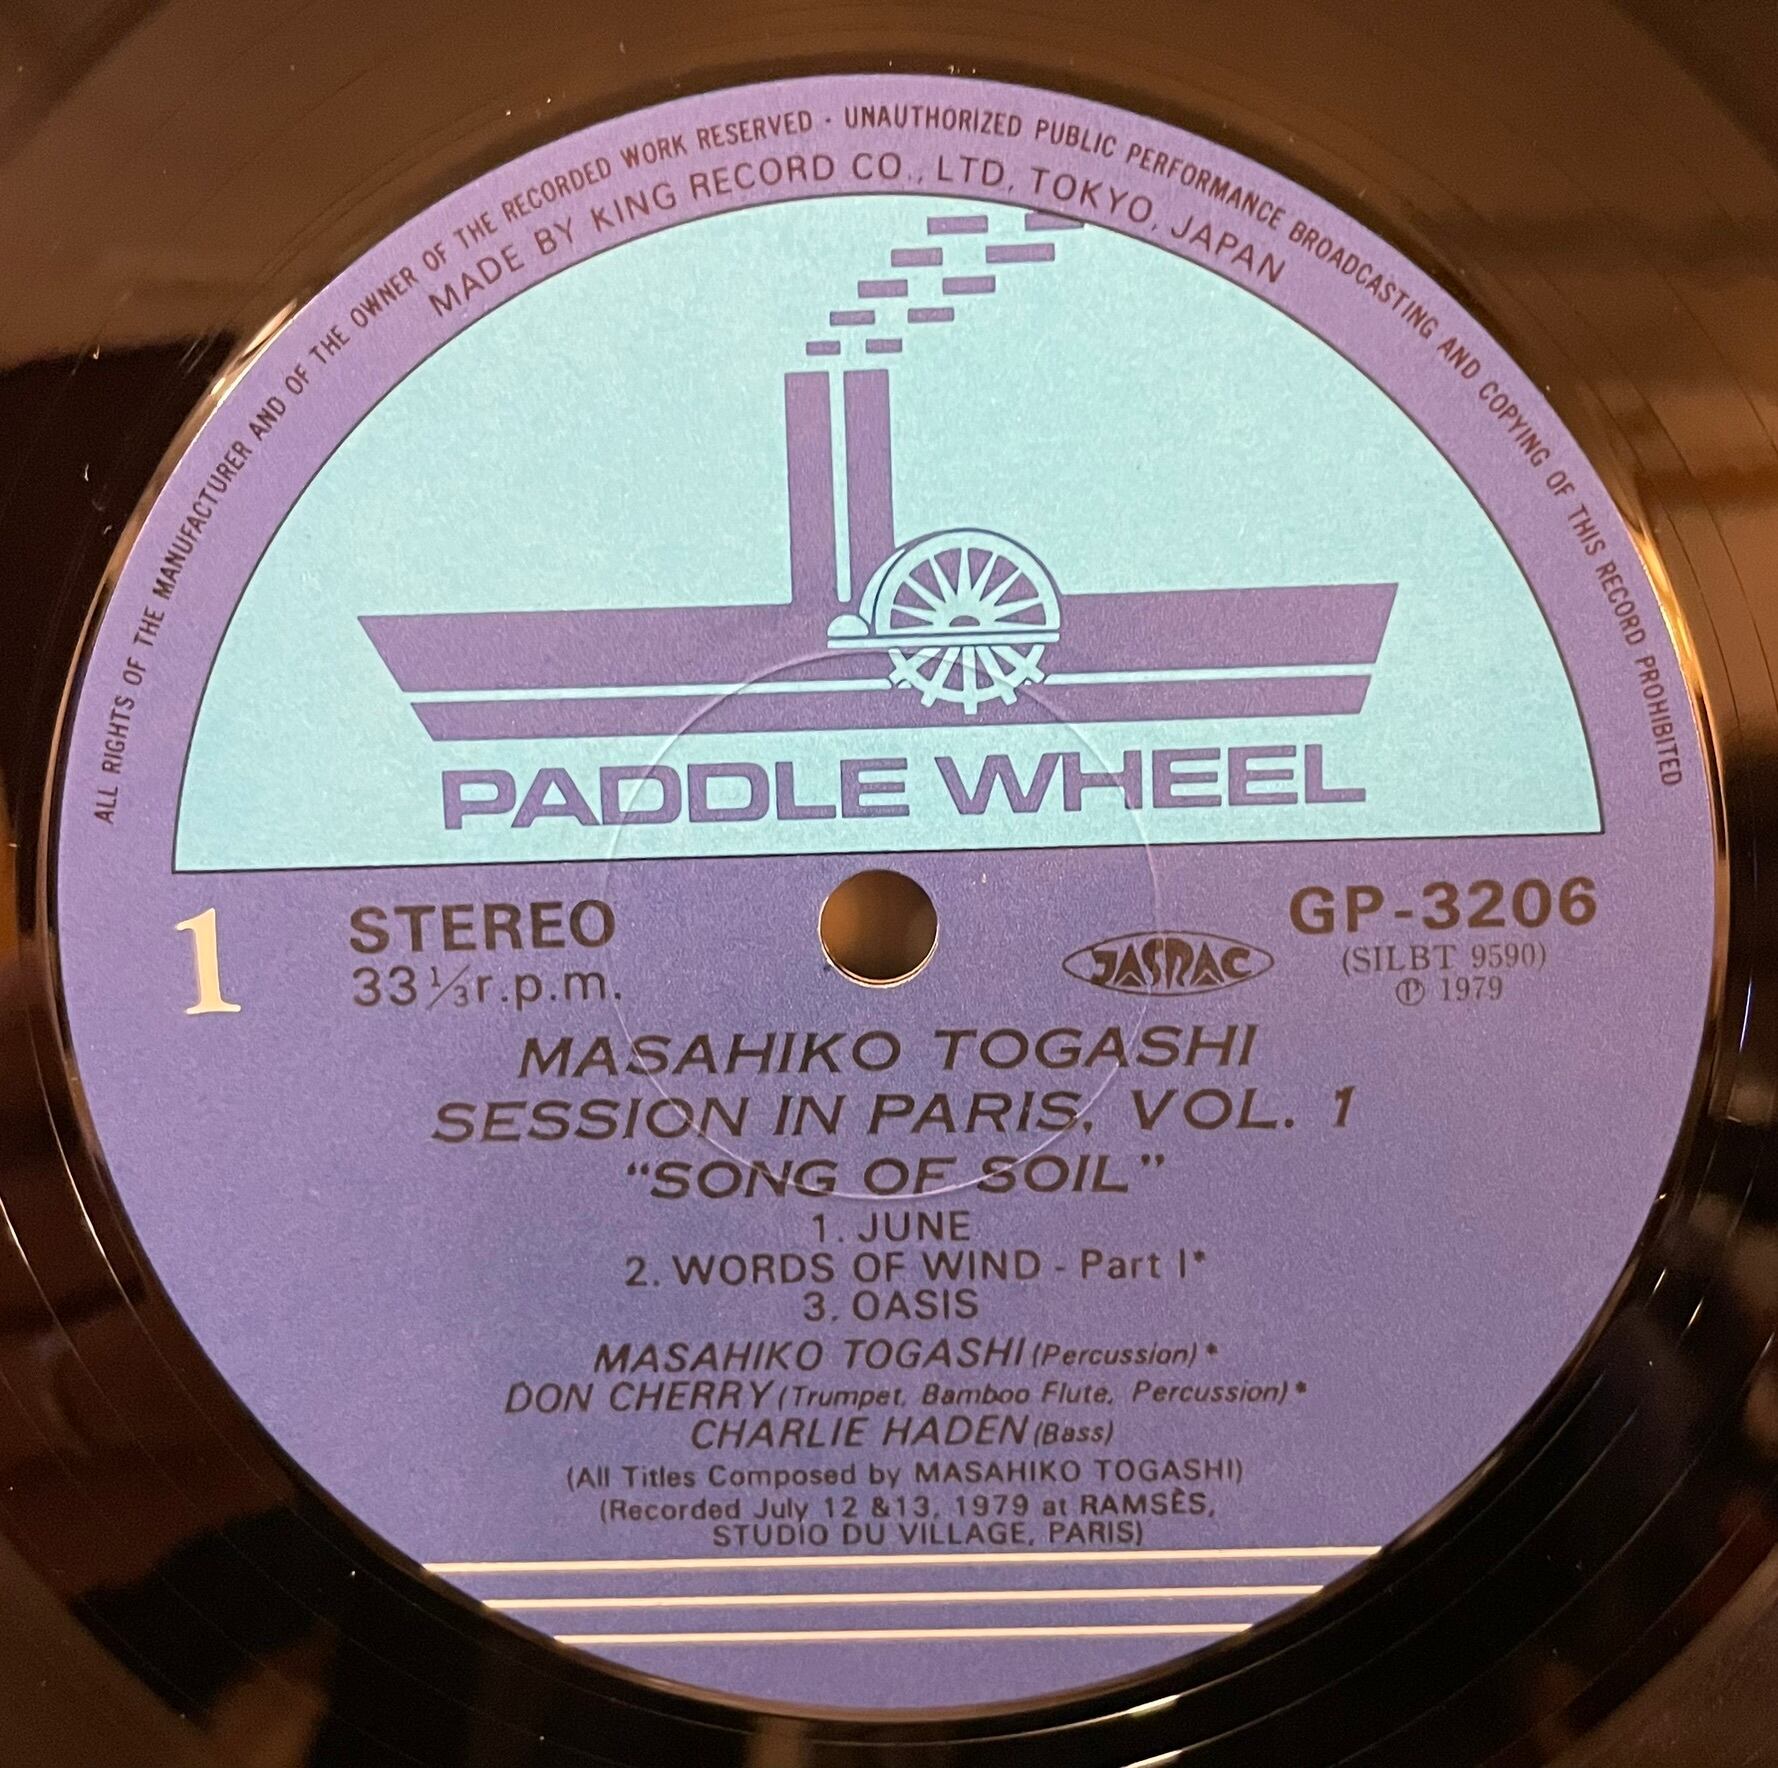 ALL RIGHTS OF THE MANUFACTURER AND OF THE OWNER OF THE RECORDED WORK RESERVED · UNAUTHORIZED PUBLIC PERFORMANCE BROADCASTING AND COPYING OF THIS RECORD PROHIBITED
MADE BY KING RECORD CO., LTD, TOKYO, JAPAN
PADDLE WHEEL
1
STEREO
33 ⅓ r.p.m.
JASRAC
GP-3206
(SILBT 9590)
Ⓟ 1979
MASAHIKO TOGASHI
SESSION IN PARIS, VOL. 1
“SONG OF SOIL”
1. JUNE
2. WORDS OF WIND - Part I*
3. OASIS
MASAHIKO TOGASHI (Percussion)*
DON CHERRY (Trumpet, Bamboo Flute, Percussion)*
CHARLIE HADEN (Bass)
(All Titles Composed by MASAHIKO TOGASHI)
(Recorded July 12 & 13, 1979 at RAMSÈS,
STUDIO DU VILLAGE, PARIS)